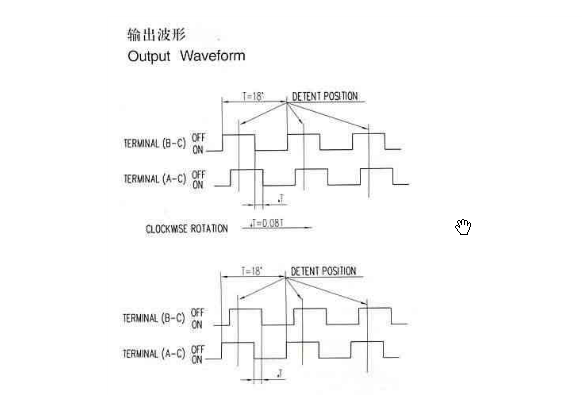 输出波形
Output Waveform
T=18° DETENT POSITION
TERMINAL (B-C) OFF
ON
TERMINAL (A-C) OFF
ON
T
CLOCKWISE ROTATION T=0.08T
T=18° DETENT POSITION
TERMINAL (B-C) OFF
ON
TERMINAL (A-C) OFF
ON
T